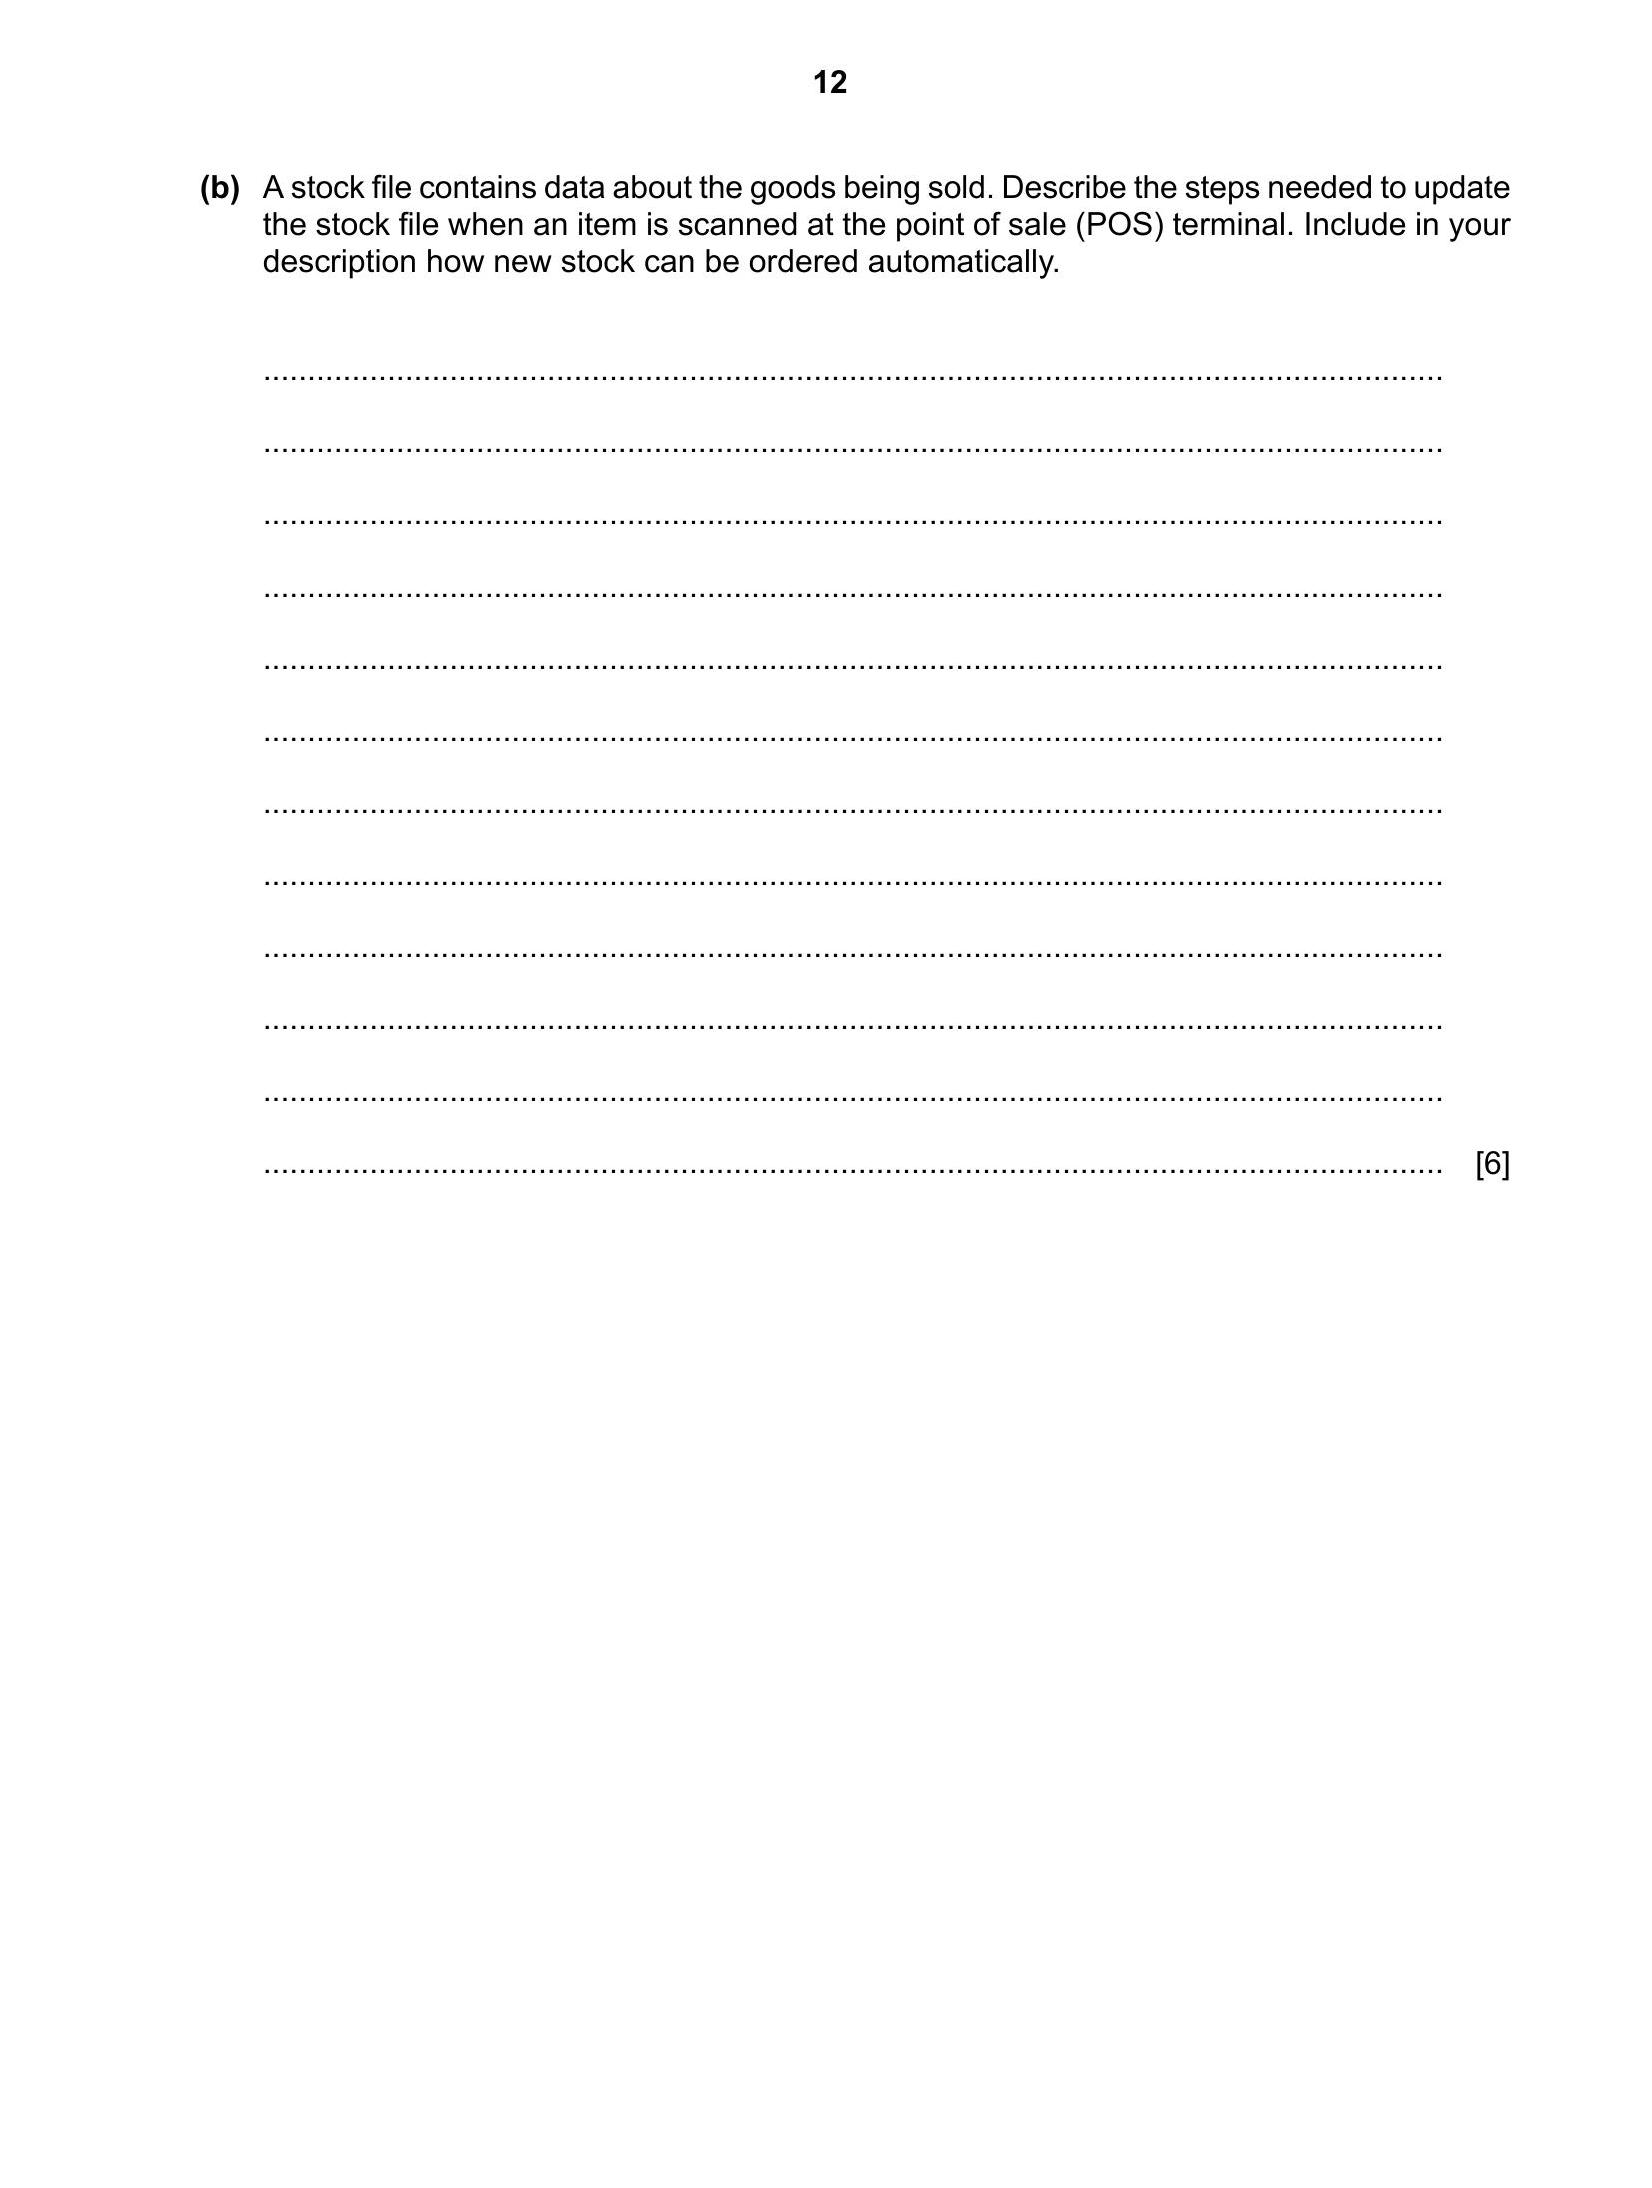 12
(b) A stock file contains data about the goods being sold. Describe the steps needed to update
the stock file when an item is scanned at the point of sale (POS) terminal. Include in your
description how new stock can be ordered automatically.
[6]